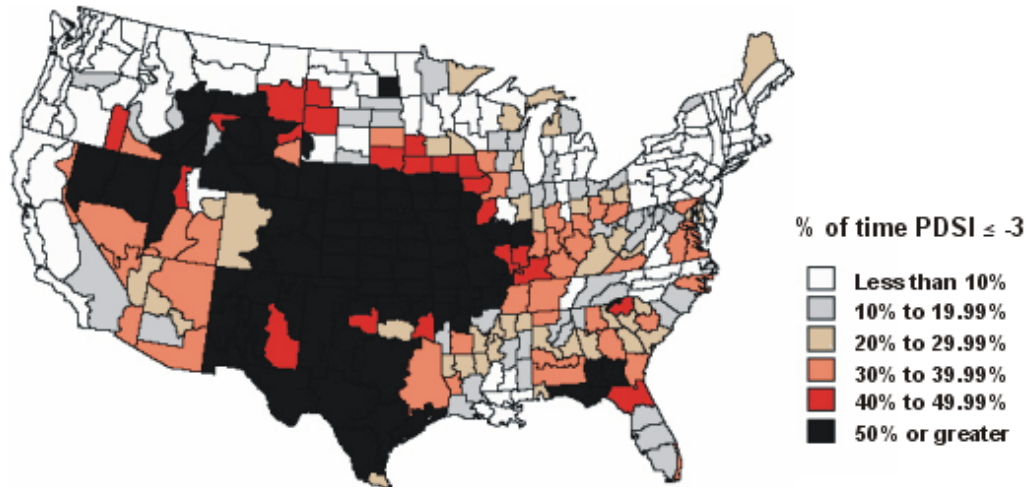 % of time PDSI ≤ -3
Less than 10%
10% to 19.99%
20% to 29.99%
30% to 39.99%
40% to 49.99%
50% or greater